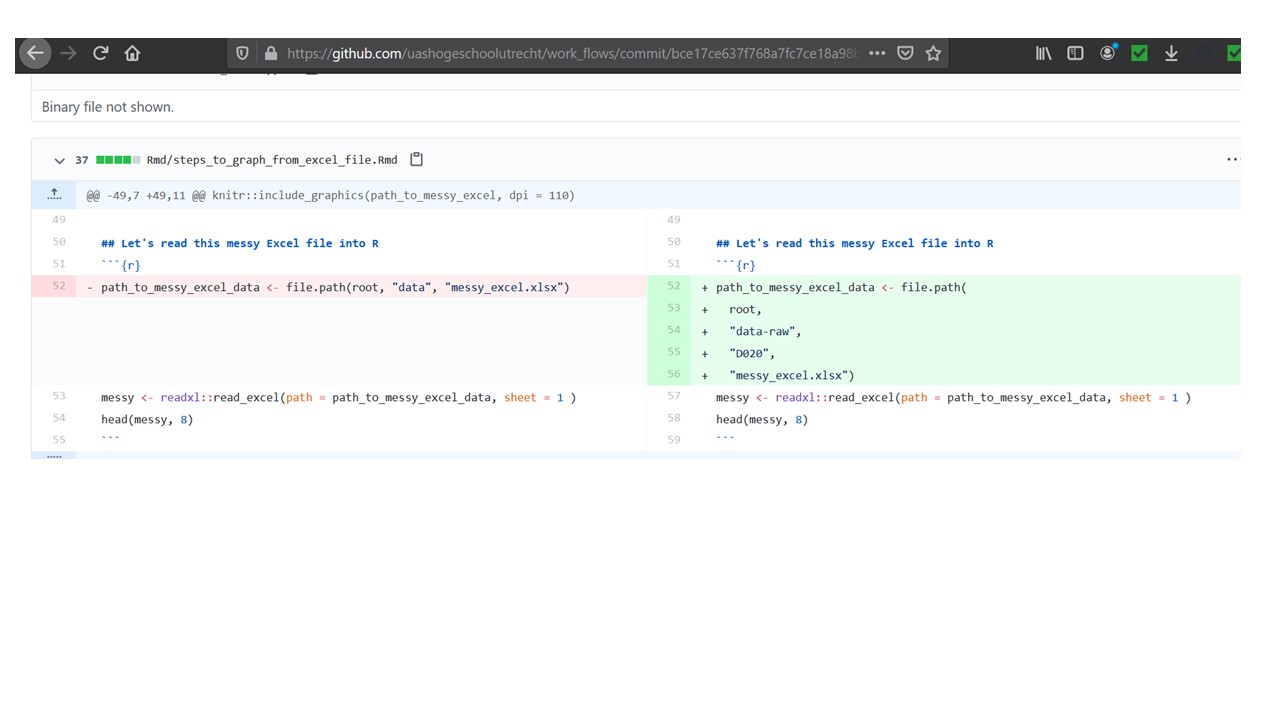 https://github.com/uashogeschoolutrecht/work_flows/commit/bce17ce637f768a7fc7ce18a98
Binary file not shown.
37 Rmd/steps_to_graph_from_excel_file.Rmd
@@ -49,7 +49,11 @@ knitr::include_graphics(path_to_messy_excel, dpi = 110)
49 49
50 ## Let's read this messy Excel file into R 50 ## Let's read this messy Excel file into R
51 ```{r} 51 ```{r}
52 - path_to_messy_excel_data <- file.path(root, "data", "messy_excel.xlsx") 52 + path_to_messy_excel_data <- file.path(
53 + root,
54 + "data-raw",
55 + "D020",
56 + "messy_excel.xlsx")
53 messy <- readxl::read_excel(path = path_to_messy_excel_data, sheet = 1 ) 57 messy <- readxl::read_excel(path = path_to_messy_excel_data, sheet = 1 )
54 head(messy, 8) 58 head(messy, 8)
55 ``` 59 ```